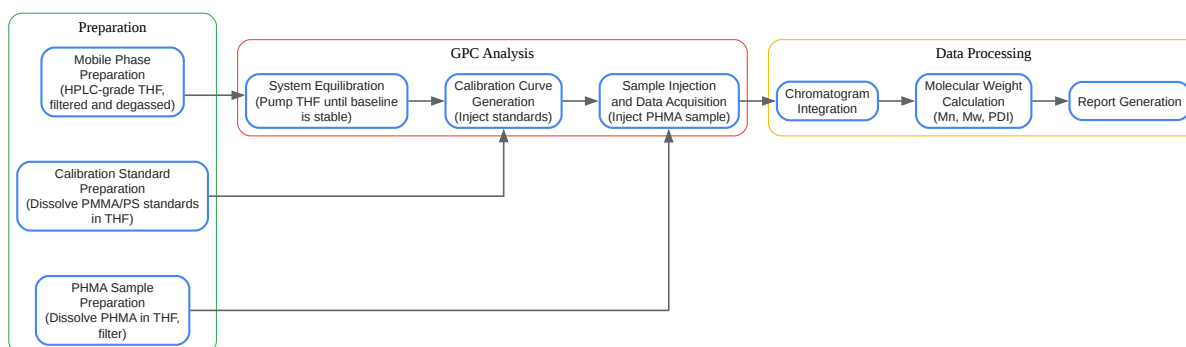 Preparation
Mobile Phase
Preparation
(HPLC-grade THF,
filtered and degassed)
Calibration Standard
Preparation
(Dissolve PMMA/PS standards
in THF)
PHMA Sample
Preparation
(Dissolve PHMA in THF,
filter)
GPC Analysis
System Equilibration
(Pump THF until baseline
is stable)
Calibration Curve
Generation
(Inject standards)
Sample Injection
and Data Acquisition
(Inject PHMA sample)
Data Processing
Chromatogram
Integration
Molecular Weight
Calculation
(Mn, Mw, PDI)
Report Generation